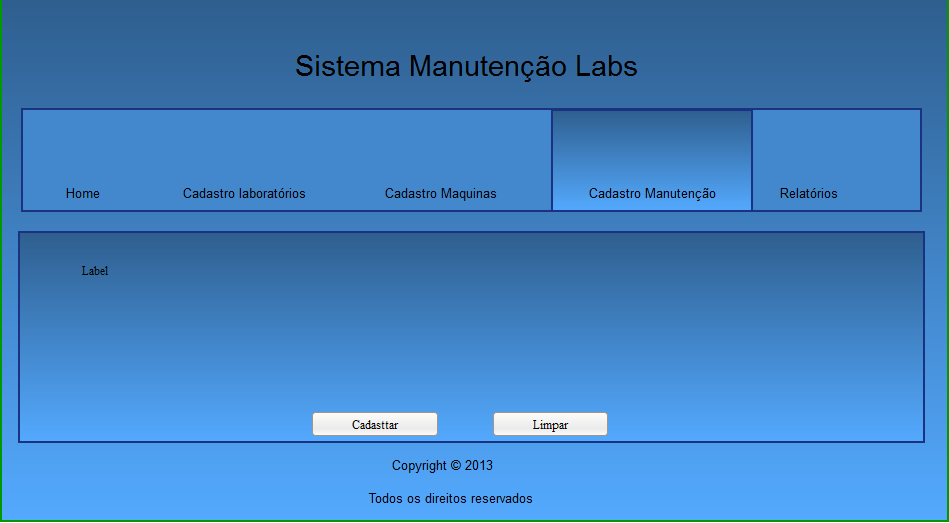 Sistema Manutenção Labs
Home Cadastro laboratórios Cadastro Maquinas Cadastro Manutenção Relatórios
Label
Cadasttar Limpar
Copyright © 2013
Todos os direitos reservados